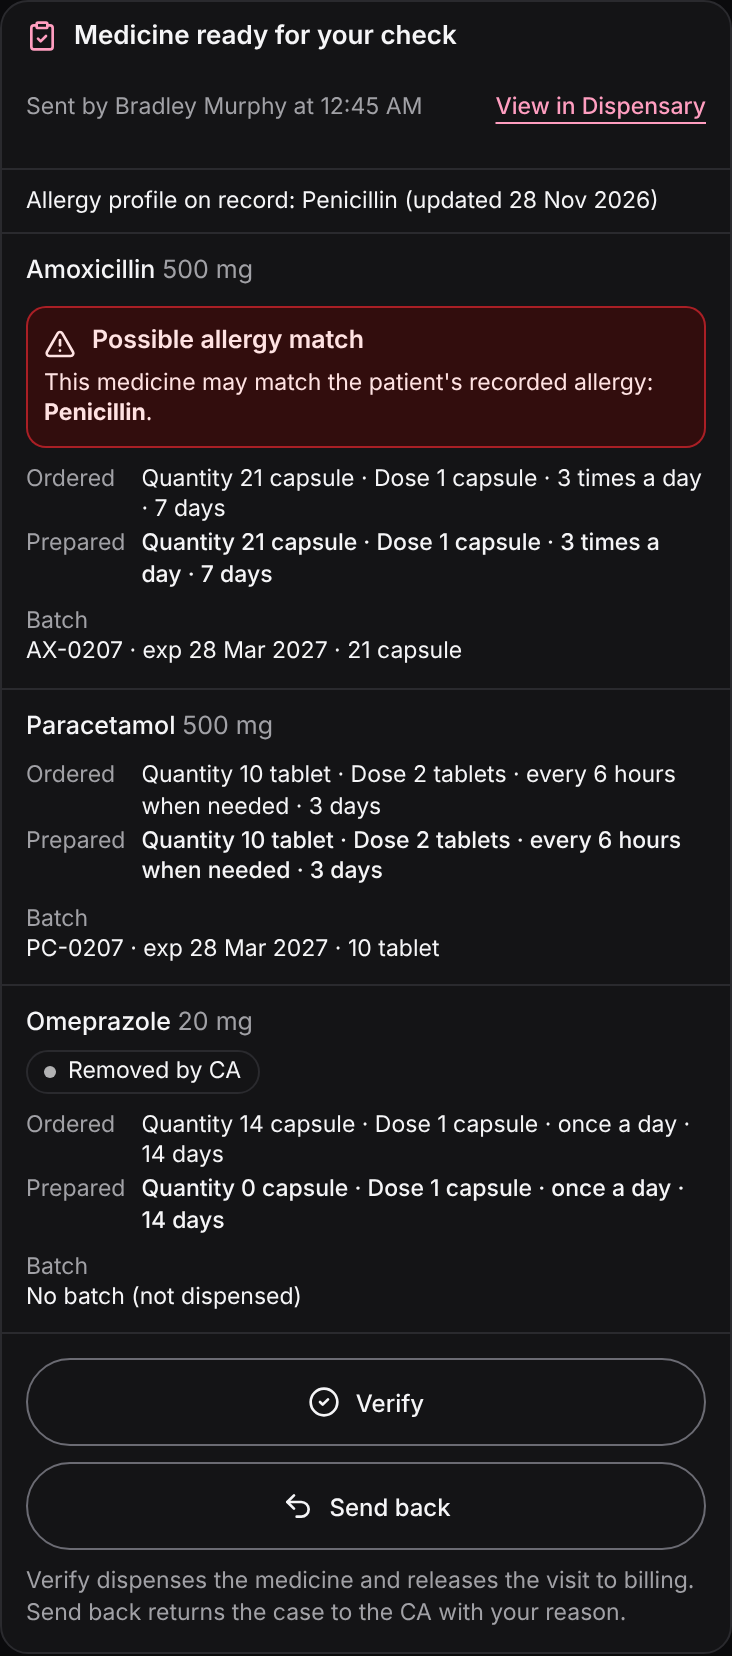 Medicine ready for your check
Sent by Bradley Murphy at 12:45 AM
View in Dispensary
Allergy profile on record: Penicillin (updated 28 Nov 2026)
Amoxicillin 500 mg
Possible allergy match
This medicine may match the patient's recorded allergy:
Penicillin.
Ordered Quantity 21 capsule · Dose 1 capsule · 3 times a day
· 7 days
Prepared Quantity 21 capsule · Dose 1 capsule · 3 times a
day · 7 days
Batch
AX-0207 · exp 28 Mar 2027 · 21 capsule
Paracetamol 500 mg
Ordered Quantity 10 tablet · Dose 2 tablets · every 6 hours
when needed · 3 days
Prepared Quantity 10 tablet · Dose 2 tablets · every 6 hours
when needed · 3 days
Batch
PC-0207 · exp 28 Mar 2027 · 10 tablet
Omeprazole 20 mg
Removed by CA
Ordered Quantity 14 capsule · Dose 1 capsule · once a day ·
14 days
Prepared Quantity 0 capsule · Dose 1 capsule · once a day ·
14 days
Batch
No batch (not dispensed)
Verify
Send back
Verify dispenses the medicine and releases the visit to billing.
Send back returns the case to the CA with your reason.